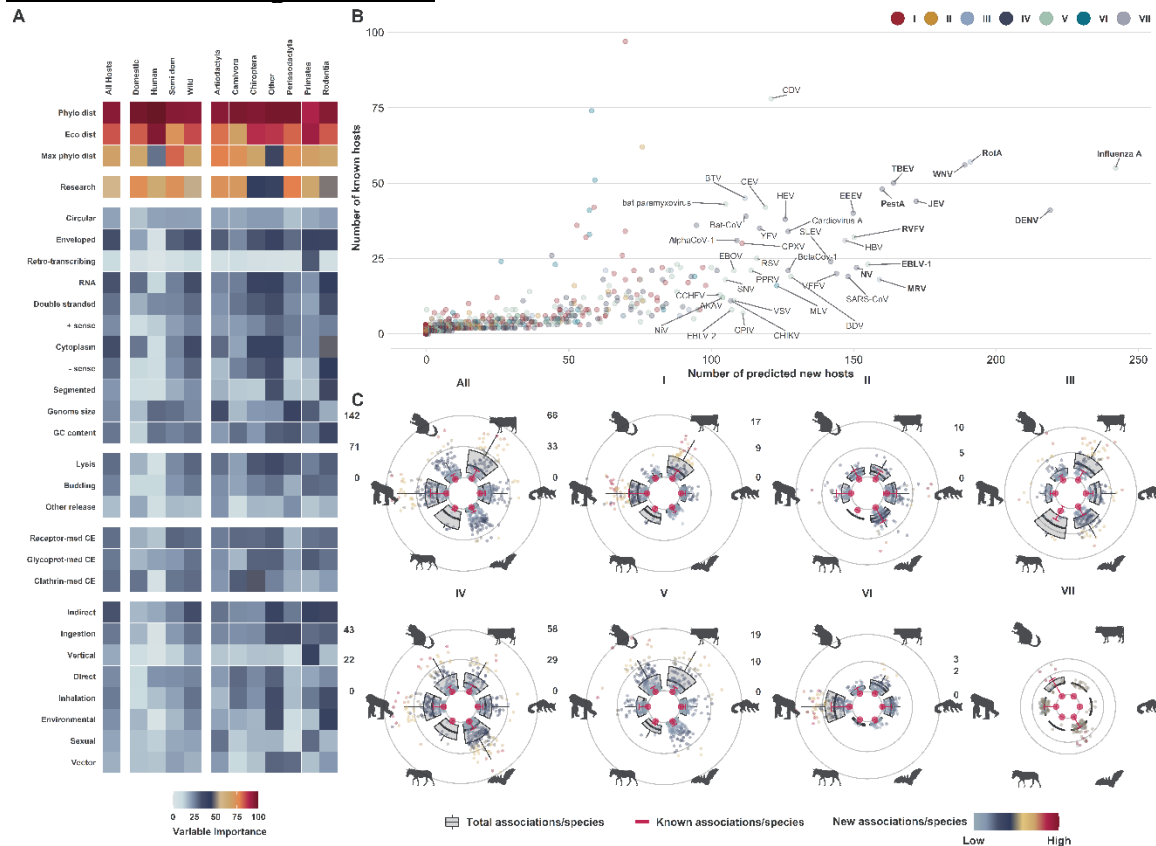 A
All Hosts
Domestic
Human
Semi dom
Wild
Artiodactyla
Carnivora
Chiroptera
Other
Perissodactyla
Primates
Rodentia
Phylo dist
Eco dist
Max phylo dist
Research
Circular
Enveloped
Retro-transcribing
RNA
Double stranded
+ sense
Cytoplasm
- sense
Segmented
Genome size
GC content
Lysis
Budding
Other release
Receptor-med CE
Glycoprot-med CE
Clathrin-med CE
Indirect
Ingestion
Vertical
Direct
Inhalation
Environmental
Sexual
Vector
0 25 50 75 100
Variable Importance
B
I II III IV V VI VII
Number of known hosts
100
75
50
25
0
CDV
Influenza A
RotA
WNV
TBEV
BTV
CEV
HEV
EEEV
PestA
JEV
DENV
bat paremyxovirus
Bat-CoV
YFV
Cardiovirus A
SLEV
RVFV
HBV
AlphaCoV-1
CPXV
EBOV
RSV
BetaCoV-1
NV
EBLV-1
PPRV
VEEV
SARS-CoV
MRV
SNV
CCHFV
AKAV
NiV
EBLV-2
CPIV
VSV
CHIKV
MLV
BDV
0 50 100 150 200 250
Number of predicted new hosts
C
All I II III
142
71
0
66
33
0
17
9
0
10
5
0
IV V VI VII
43
22
0
56
29
0
19
10
0
3
2
0
Total associations/species Known associations/species New associations/species
Low High